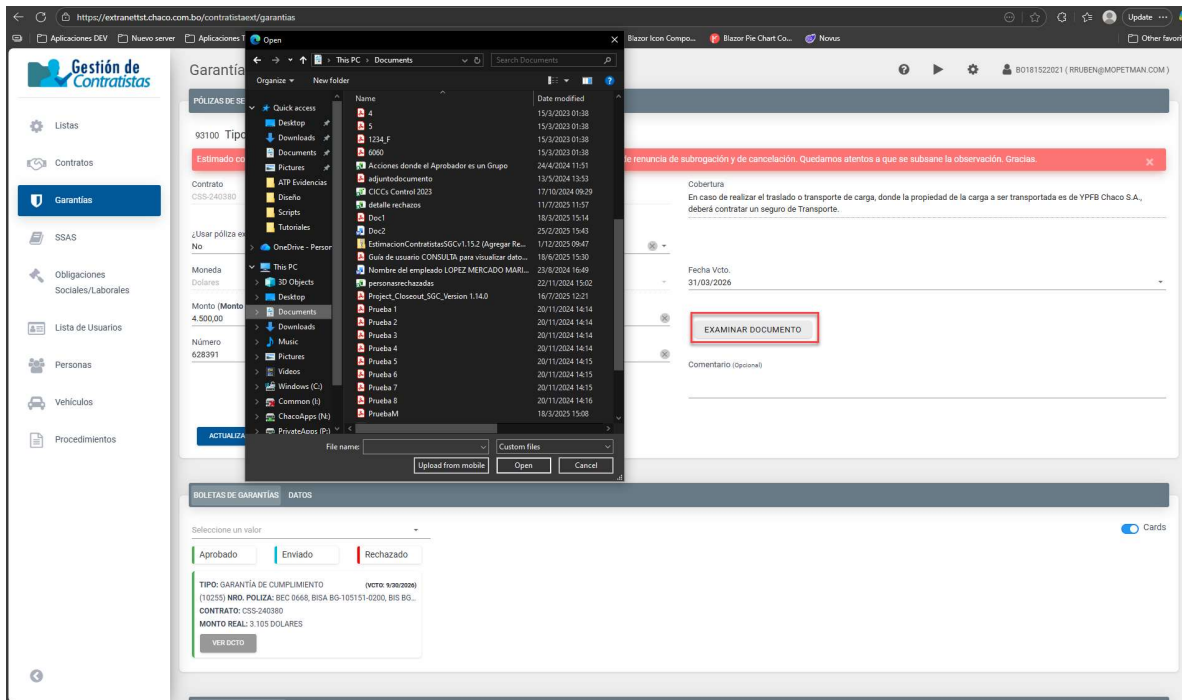 https://extranettst.chaco.com.bo/contratistaext/garantias
Update
Aplicaciones DEV
Nuevo server
Aplicaciones T
Blazor Icon Compo...
Blazor Pie Chart Co...
Novus
Other favorit
Gestión de
Contratistas
Listas
Contratos
Garantías
SSAS
Obligaciones
Sociales/Laborales
Lista de Usuarios
Personas
Vehículos
Procedimientos
Garantía
BO181522021 ( RRUBEN@MOPETMAN.COM )
PÓLIZAS DE SE
93100 Tipo
Estimado co
de renuncia de subrogación y de cancelación. Quedamos atentos a que se subsane la observación. Gracias.
Contrato
CSS-240380
Cobertura
En caso de realizar el traslado o transporte de carga, donde la propiedad de la carga a ser transportada es de YPFB Chaco S.A.,
deberá contratar un seguro de Transporte.
¿Usar póliza ex
No
Moneda
Dolares
Fecha Vcto.
31/03/2026
Monto (Monto
4.500,00
EXAMINAR DOCUMENTO
Número
628391
Comentario (Opcional)
ACTUALIZA
Open
This PC > Documents
Search Documents
Organize
New folder
Quick access
Desktop
Downloads
Documents
Pictures
ATP Evidencias
Diseño
Scripts
Tutoriales
OneDrive - Person
This PC
3D Objects
Desktop
Documents
Downloads
Music
Pictures
Videos
Windows (C:)
Common (I:)
ChacoApps (N:)
PrivateApps (P:)
Name Date modified
4 15/3/2023 01:38
5 15/3/2023 01:38
1234_F 15/3/2023 01:38
6060 15/3/2023 01:38
Acciones donde el Aprobador es un Grupo 24/4/2024 11:51
adjuntodocumento 13/5/2024 13:53
CICCs Control 2023 17/10/2024 09:29
detalle rechazos 11/7/2025 11:57
Doc1 18/3/2025 15:14
Doc2 25/2/2025 15:43
EstimacionContratistasSGCv1.15.2 (Agregar Re... 1/12/2025 09:47
Guía de usuario CONSULTA para visualizar dato... 18/6/2025 15:30
Nombre del empleado LOPEZ MERCADO MARI... 23/8/2024 16:49
personasrechazadas 22/11/2024 15:02
Project_Closeout_SGC_Version 1.14.0 16/7/2025 12:21
Prueba 1 20/11/2024 14:14
Prueba 2 20/11/2024 14:14
Prueba 3 20/11/2024 14:14
Prueba 4 20/11/2024 14:14
Prueba 5 20/11/2024 14:15
Prueba 6 20/11/2024 14:15
Prueba 7 20/11/2024 14:15
Prueba 8 20/11/2024 14:16
PruebaM 18/3/2025 15:08
File name:
Custom files
Upload from mobile
Open
Cancel
BOLETAS DE GARANTÍAS DATOS
Seleccione un valor
Cards
Aprobado
Enviado
Rechazado
TIPO: GARANTÍA DE CUMPLIMIENTO (VCTO: 9/30/2026)
(10255) NRO. POLIZA: BEC 0668, BISA BG-105151-0200, BIS BG...
CONTRATO: CSS-240380
MONTO REAL: 3.105 DOLARES
VER DCTO